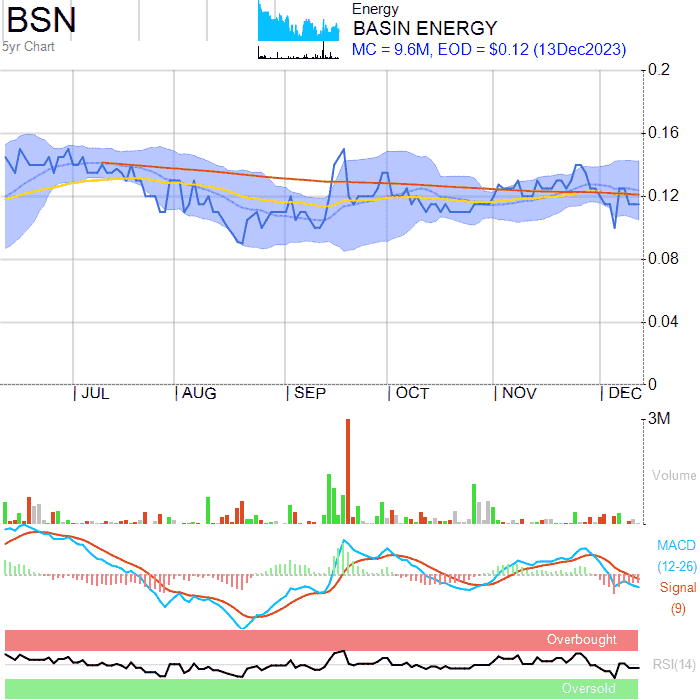 BSN
5yr Chart
Energy
BASIN ENERGY
MC = 9.6M, EOD = $0.12 (13Dec2023)
0.2
0.16
0.12
0.08
0.04
0
JUL AUG SEP OCT NOV DEC
3M
Volume
MACD
(12-26)
Signal
(9)
Overbought
RSI(14)
Oversold